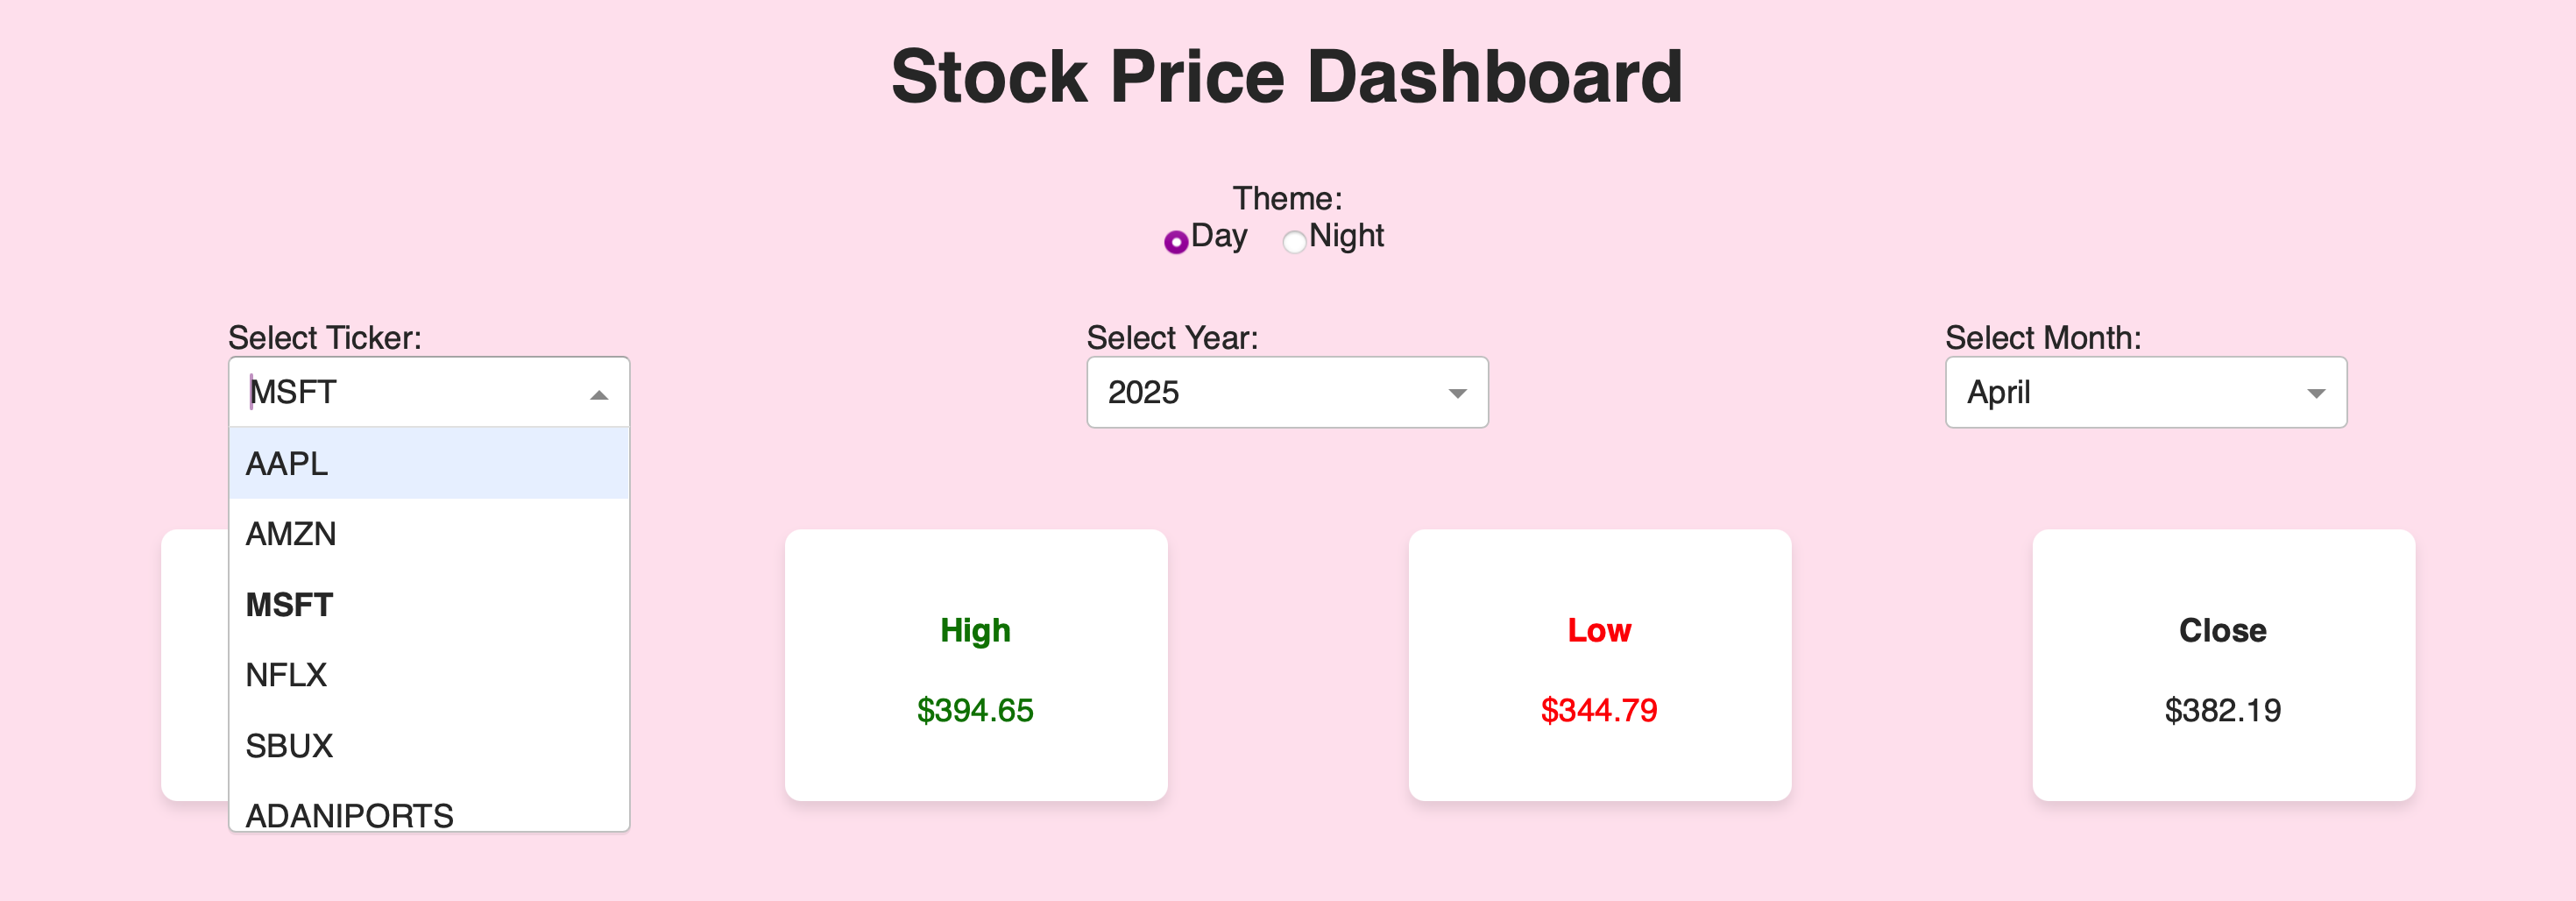 Stock Price Dashboard
Theme:
Day Night
Select Ticker: Select Year: Select Month:
MSFT 2025 April
AAPL
AMZN
MSFT
NFLX
SBUX
ADANIPORTS
High
$394.65
Low
$344.79
Close
$382.19